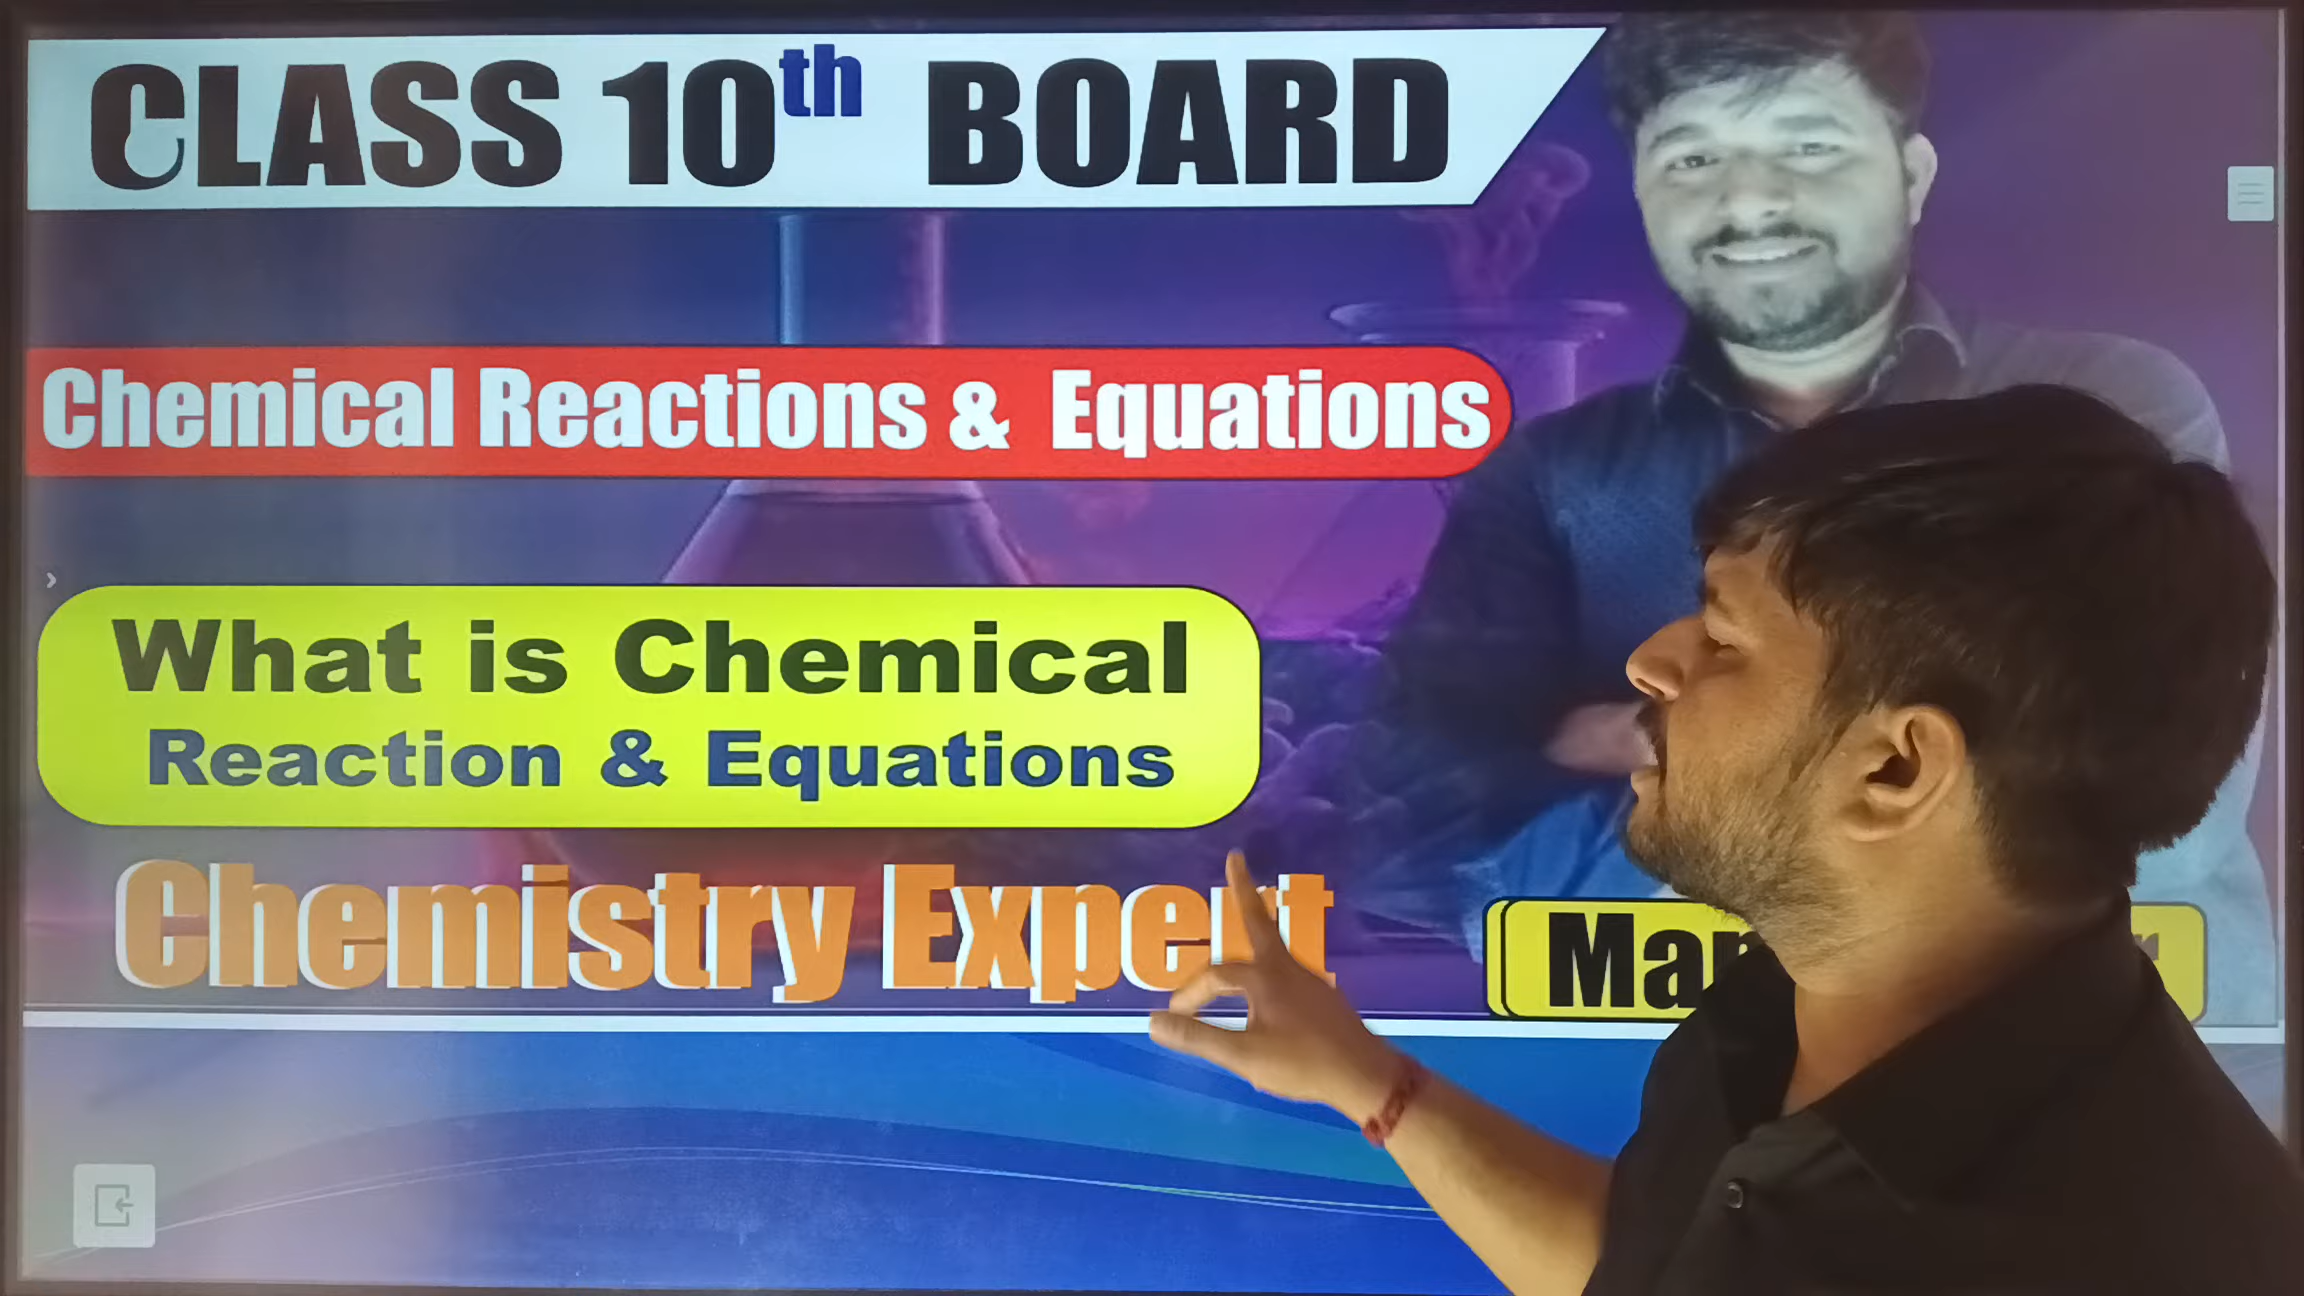 CLASS 10th BOARD
Chemical Reactions & Equations
What is Chemical
Reaction & Equations
Chemistry Expert